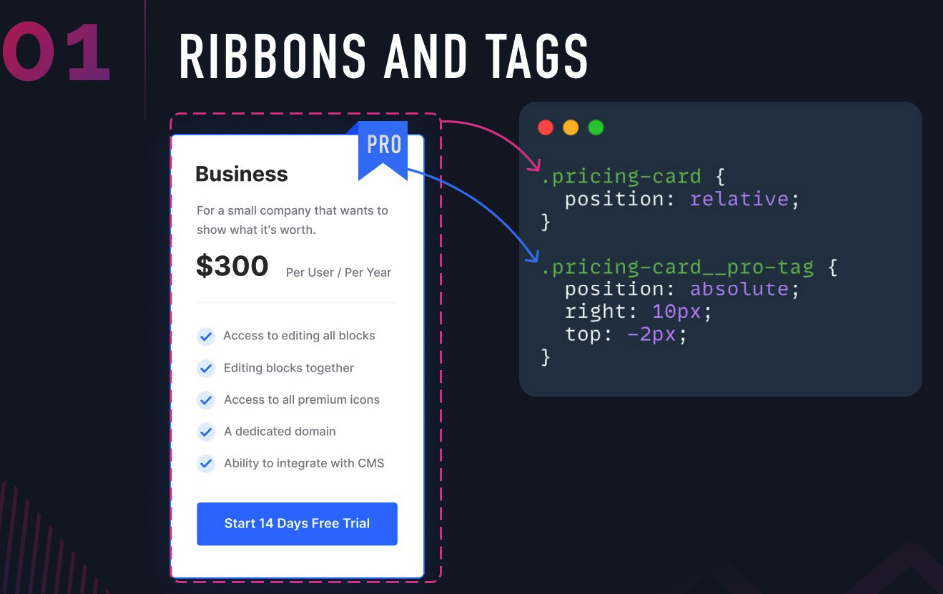 01
RIBBONS AND TAGS
PRO
Business
For a small company that wants to
show what it's worth.
$300 Per User / Per Year
Access to editing all blocks
Editing blocks together
Access to all premium icons
A dedicated domain
Ability to integrate with CMS
Start 14 Days Free Trial
.pricing-card {
  position: relative;
}
.pricing-card__pro-tag {
  position: absolute;
  right: 10px;
  top: -2px;
}